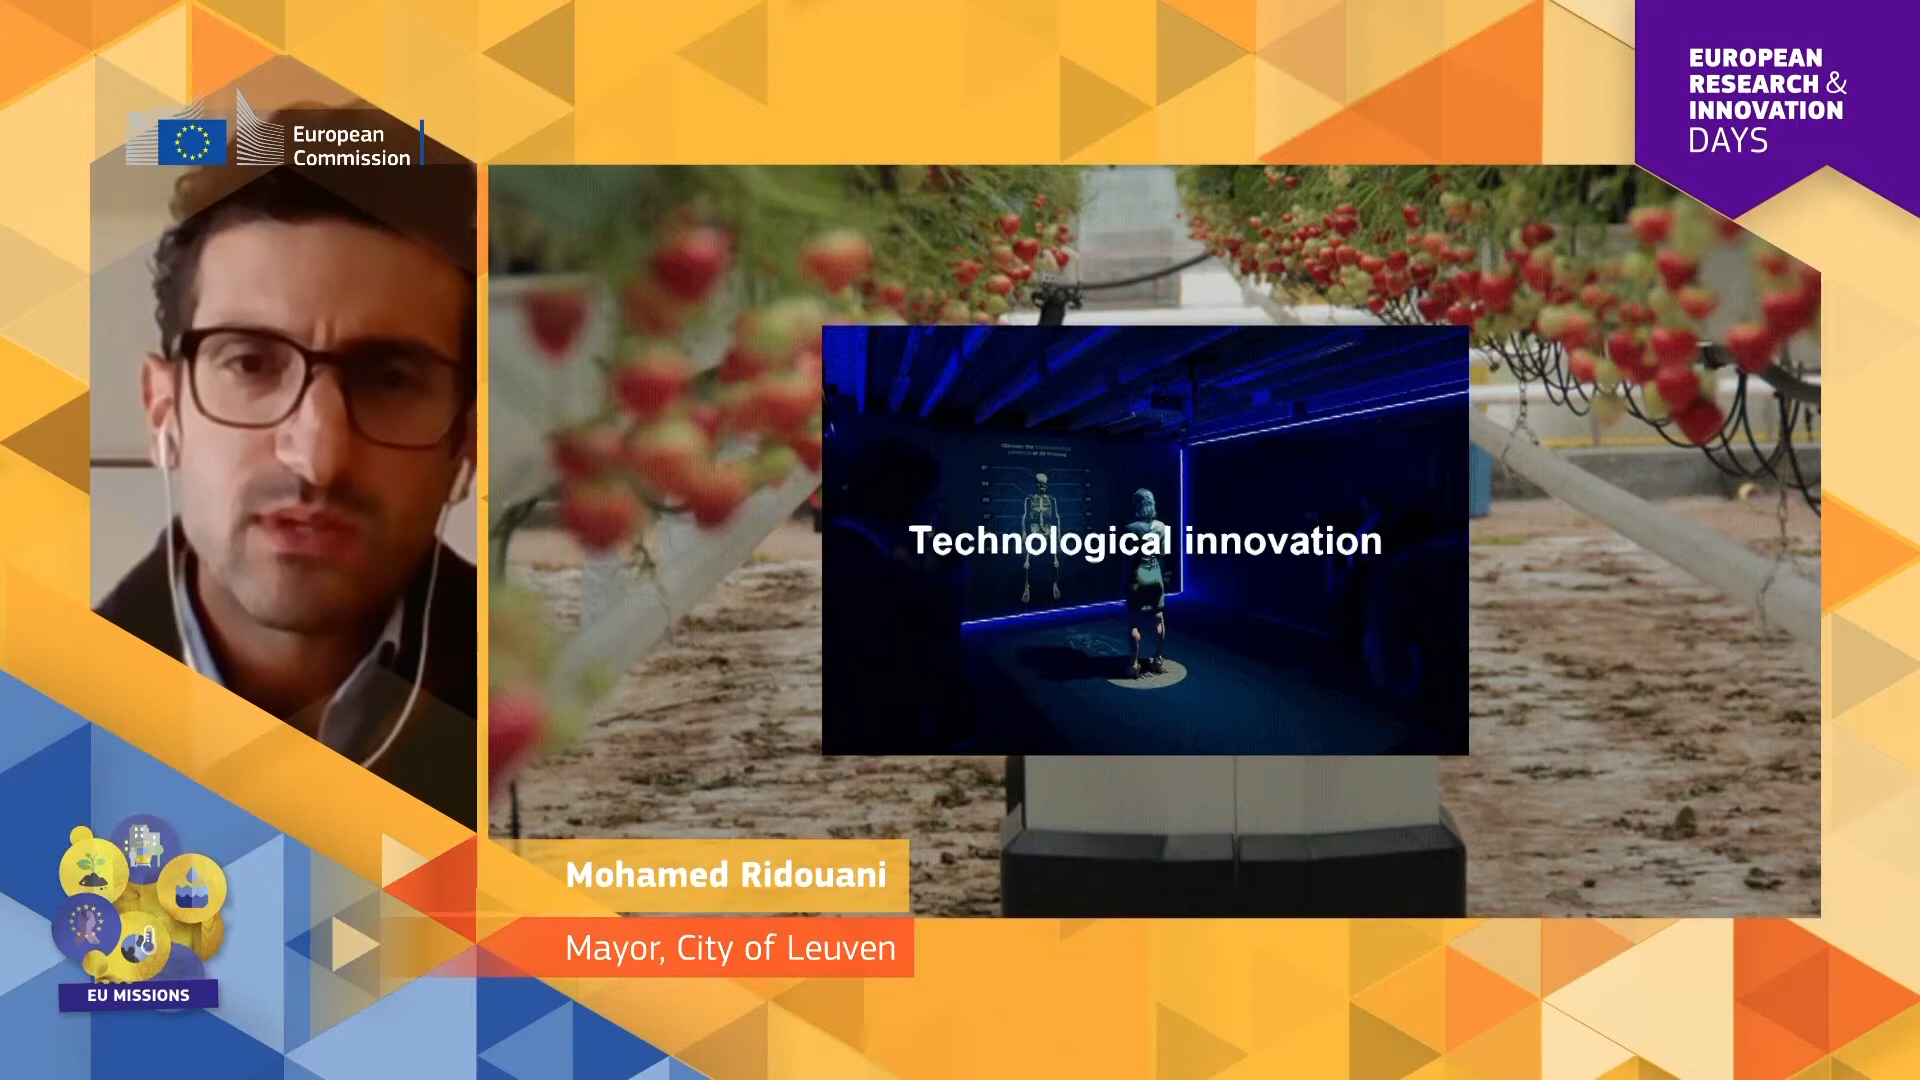 European
Commission
EUROPEAN
RESEARCH &
INNOVATION
DAYS
Technological innovation
Mohamed Ridouani
Mayor, City of Leuven
EU MISSIONS